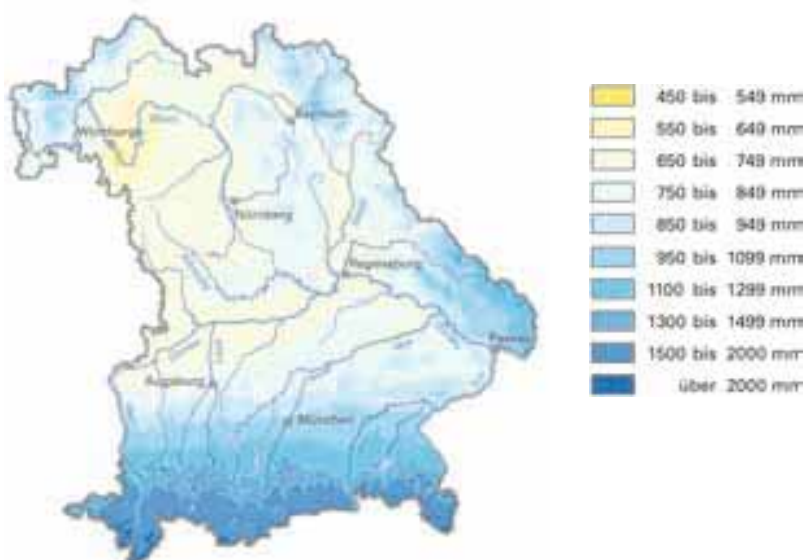 Würzburg
Main
Bayreuth
Nürnberg
Regensburg
Passau
Augsburg
München
450 bis 549 mm
550 bis 649 mm
650 bis 749 mm
750 bis 849 mm
850 bis 949 mm
950 bis 1099 mm
1100 bis 1299 mm
1300 bis 1499 mm
1500 bis 2000 mm
über 2000 mm